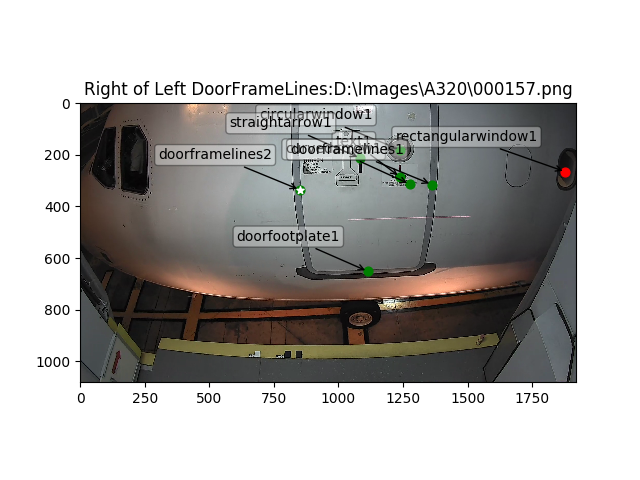 Right of Left DoorFrameLines:D:\Images\A320\000157.png
circularwindow1
straightarrow1
rectangularwindow1
doorframelines1
doorframelines2
doorfootplate1
0
200
400
600
800
1000
0
250
500
750
1000
1250
1500
1750